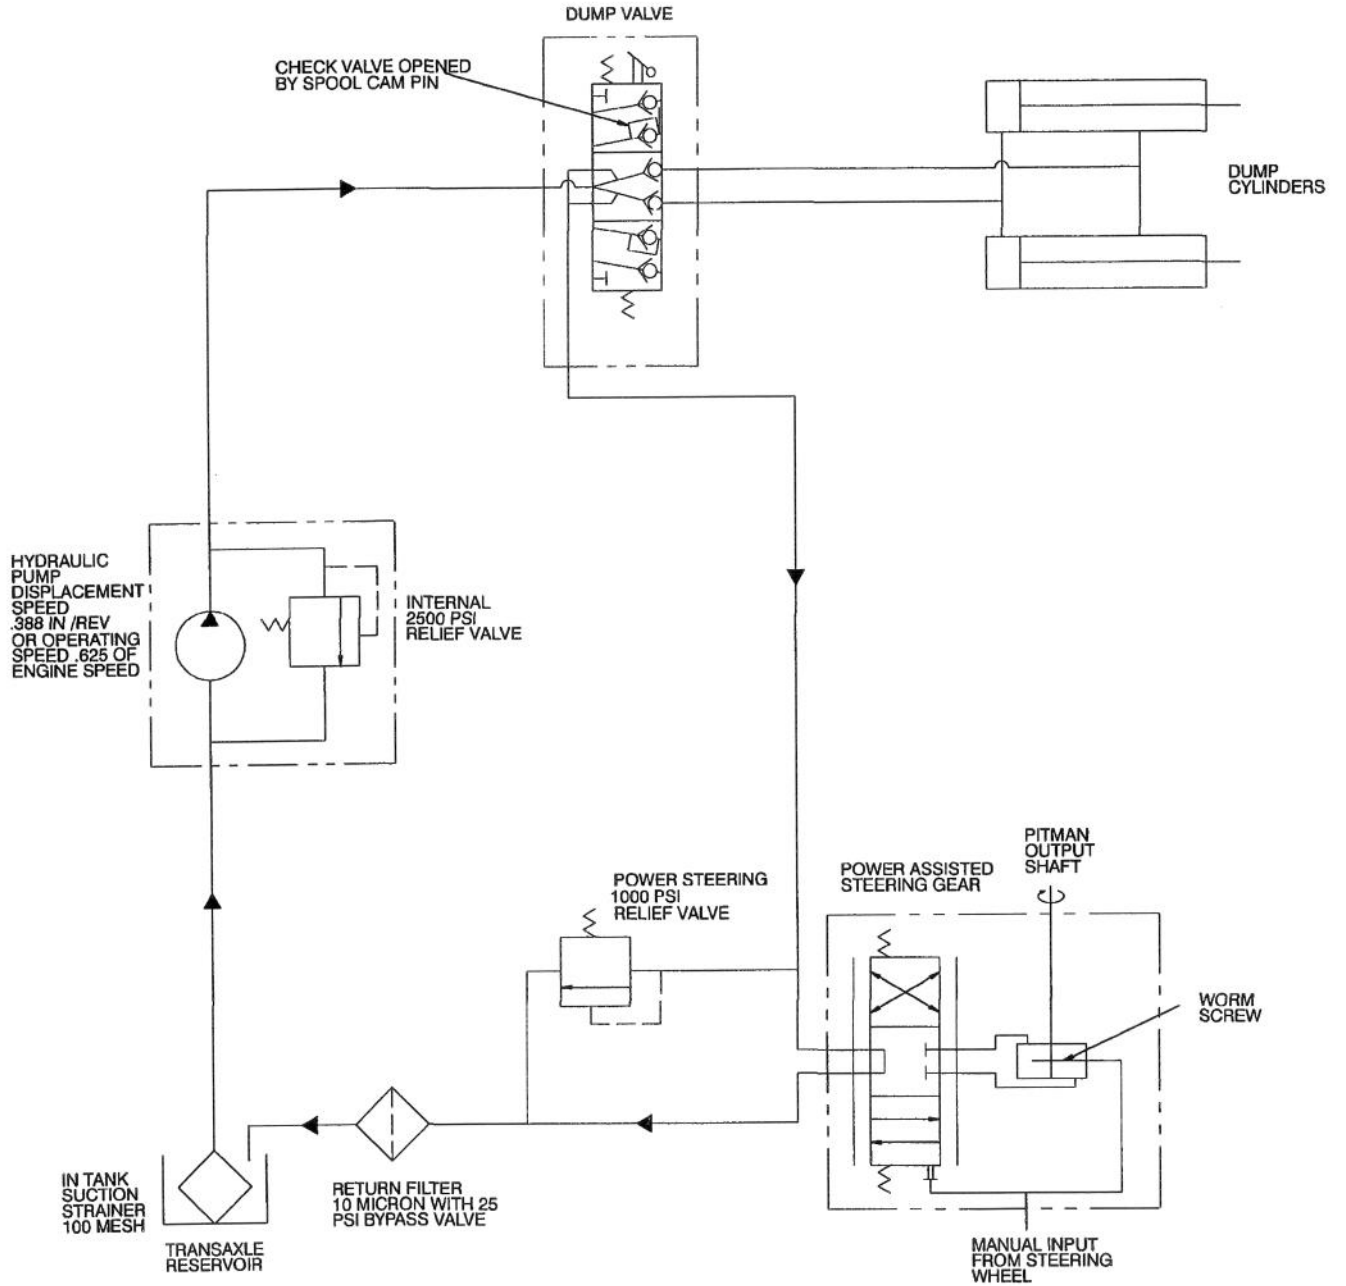 DUMP VALVE
CHECK VALVE OPENED
BY SPOOL CAM PIN
DUMP
CYLINDERS
HYDRAULIC
PUMP
DISPLACEMENT
SPEED
.388 IN /REV
OR OPERATING
SPEED .625 OF
ENGINE SPEED
INTERNAL
2500 PSI
RELIEF VALVE
PITMAN
OUTPUT
SHAFT
POWER ASSISTED
STEERING GEAR
POWER STEERING
1000 PSI
RELIEF VALVE
WORM
SCREW
IN TANK
SUCTION
STRAINER
100 MESH
RETURN FILTER
10 MICRON WITH 25
PSI BYPASS VALVE
TRANSAXLE
RESERVOIR
MANUAL INPUT
FROM STEERING
WHEEL